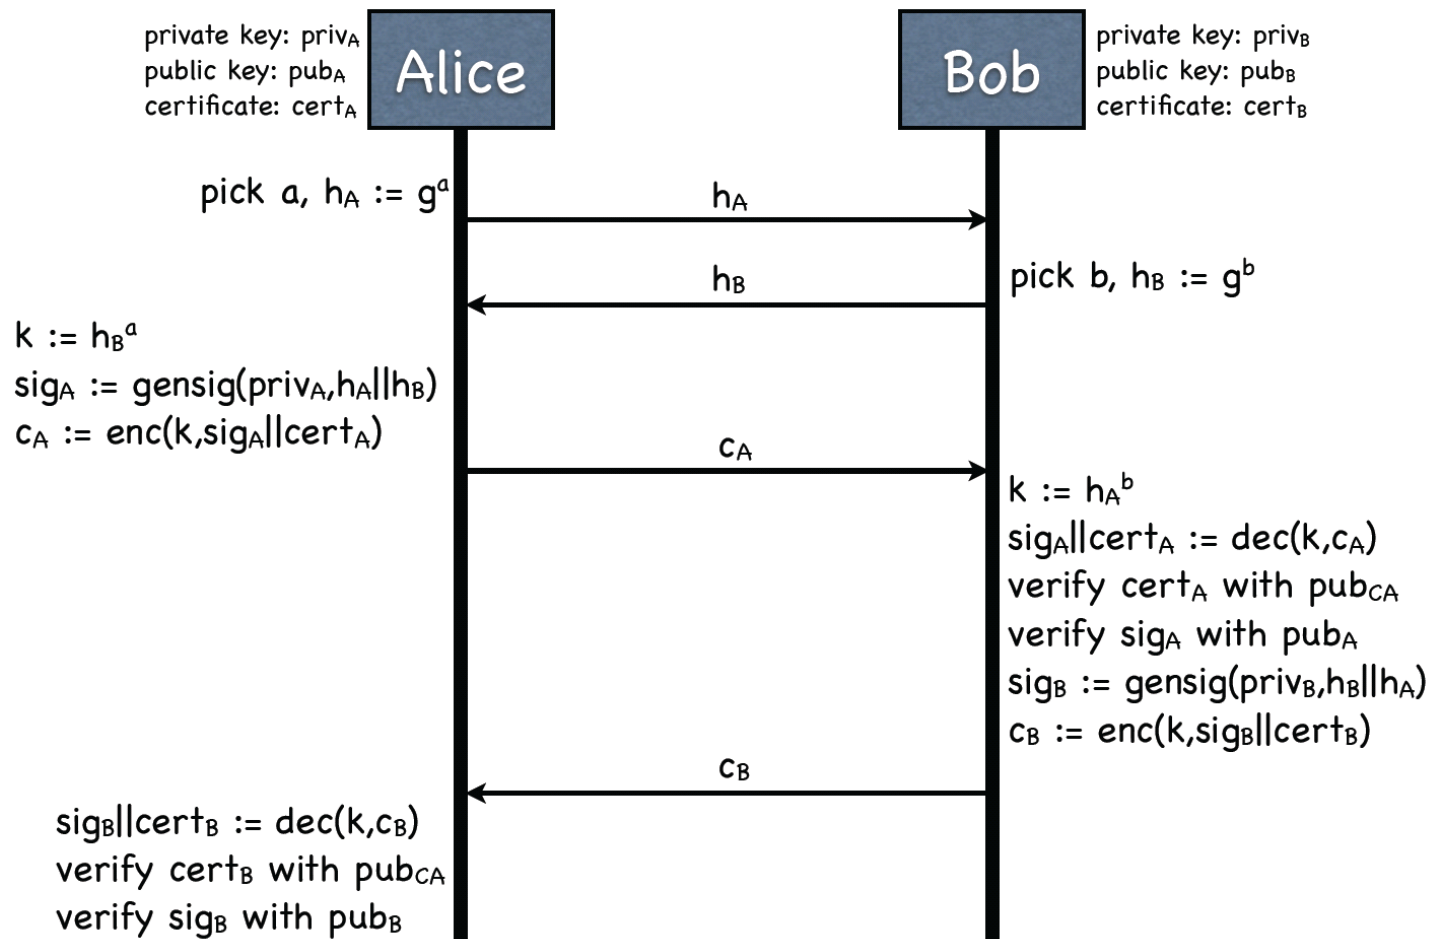 private key: privA
public key: pubA
certificate: certA
Alice
Bob
private key: privB
public key: pubB
certificate: certB
pick a, hA := gᵃ
hA
hB
pick b, hB := gᵇ
k := hBᵃ
sigA := gensig(privA,hA||hB)
cA := enc(k,sigA||certA)
cA
k := hAᵇ
sigA||certA := dec(k,cA)
verify certA with pubCA
verify sigA with pubA
sigB := gensig(privB,hB||hA)
cB := enc(k,sigB||certB)
cB
sigB||certB := dec(k,cB)
verify certB with pubCA
verify sigB with pubB